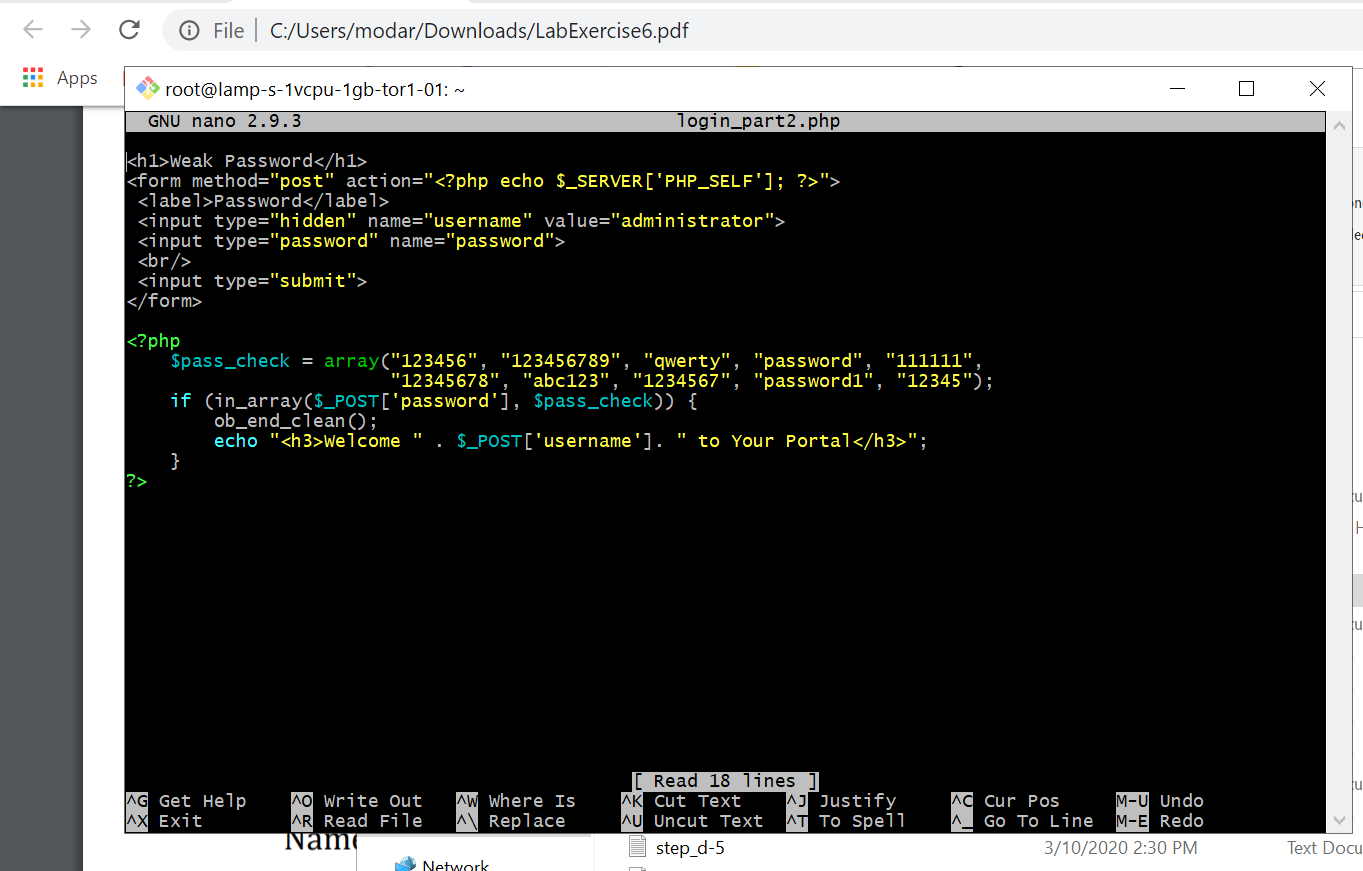 File | C:/Users/modar/Downloads/LabExercise6.pdf
Apps
root@lamp-s-1vcpu-1gb-tor1-01: ~
GNU nano 2.9.3 login_part2.php
<h1>Weak Password</h1>
<form method="post" action="<?php echo $_SERVER['PHP_SELF']; ?>">
 <label>Password</label>
 <input type="hidden" name="username" value="administrator">
 <input type="password" name="password">
 <br/>
 <input type="submit">
</form>
<?php
    $pass_check = array("123456", "123456789", "qwerty", "password", "111111",
                        "12345678", "abc123", "1234567", "password1", "12345");
    if (in_array($_POST['password'], $pass_check)) {
        ob_end_clean();
        echo "<h3>Welcome " . $_POST['username']. " to Your Portal</h3>";
    }
?>
[ Read 18 lines ]
^G Get Help ^O Write Out ^W Where Is ^K Cut Text ^J Justify ^C Cur Pos M-U Undo
^X Exit ^R Read File ^\ Replace ^U Uncut Text ^T To Spell ^_ Go To Line M-E Redo
Name
step_d-5 3/10/2020 2:30 PM Text Docu
Network